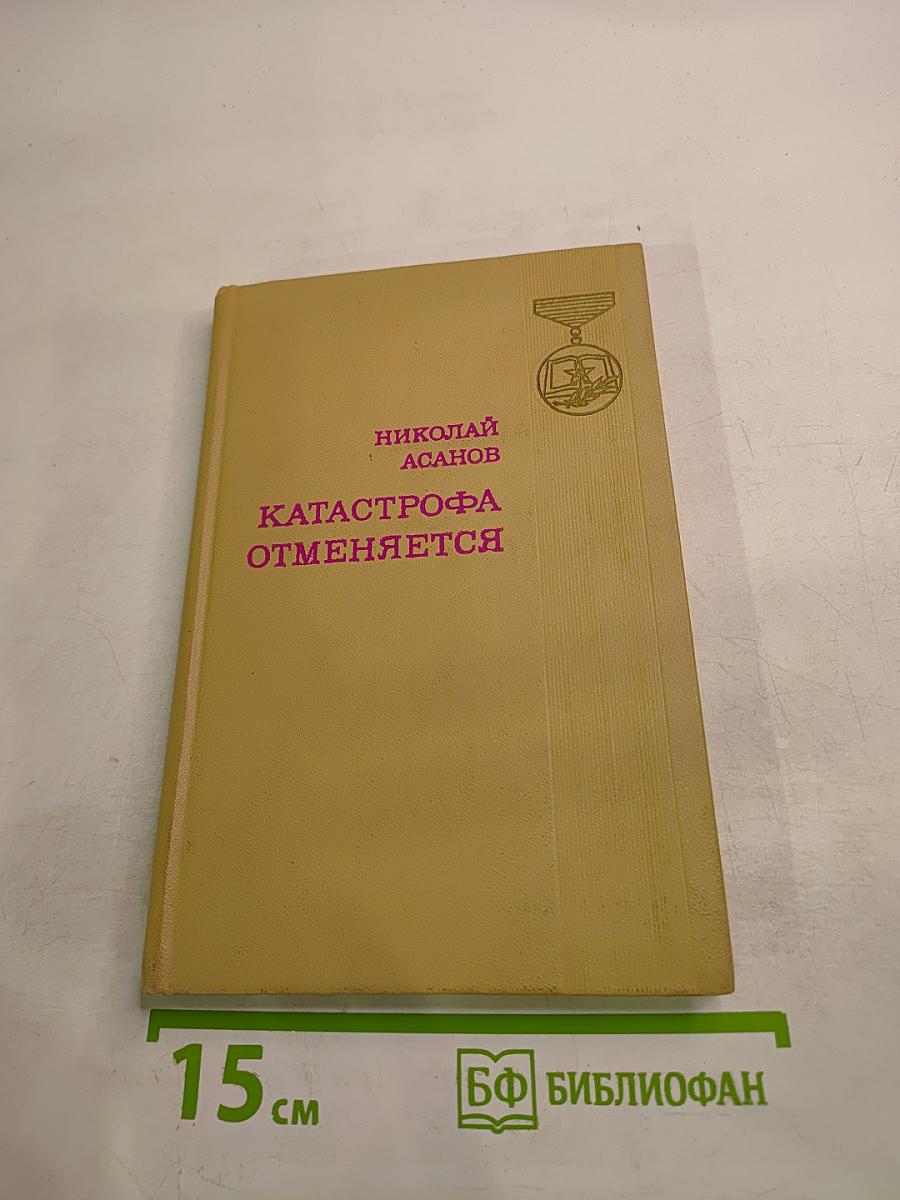 НИКОЛАЙ
АСАНОВ
КАТАСТРОФА
ОТМЕНЯЕТСЯ
15 см
БФ БИБЛИОФАН